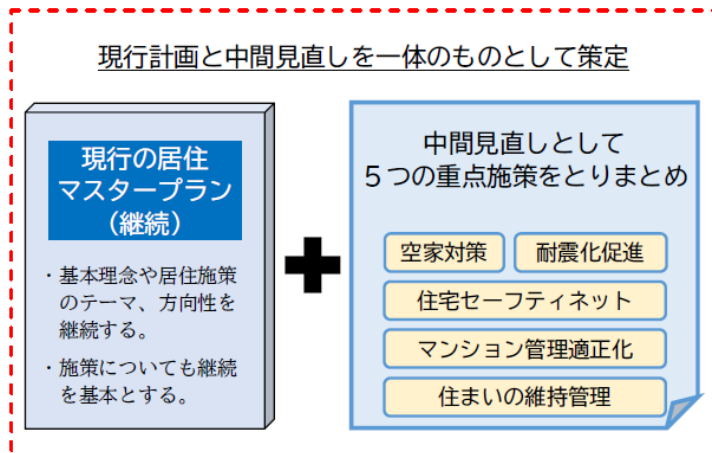 現行計画と中間見直しを一体のものとして策定
現行の居住
マスタープラン
（継続）
・基本理念や居住施策
のテーマ、方向性を
継続する。
・施策についても継続
を基本とする。
中間見直しとして
５つの重点施策をとりまとめ
空家対策
耐震化促進
住宅セーフティネット
マンション管理適正化
住まいの維持管理